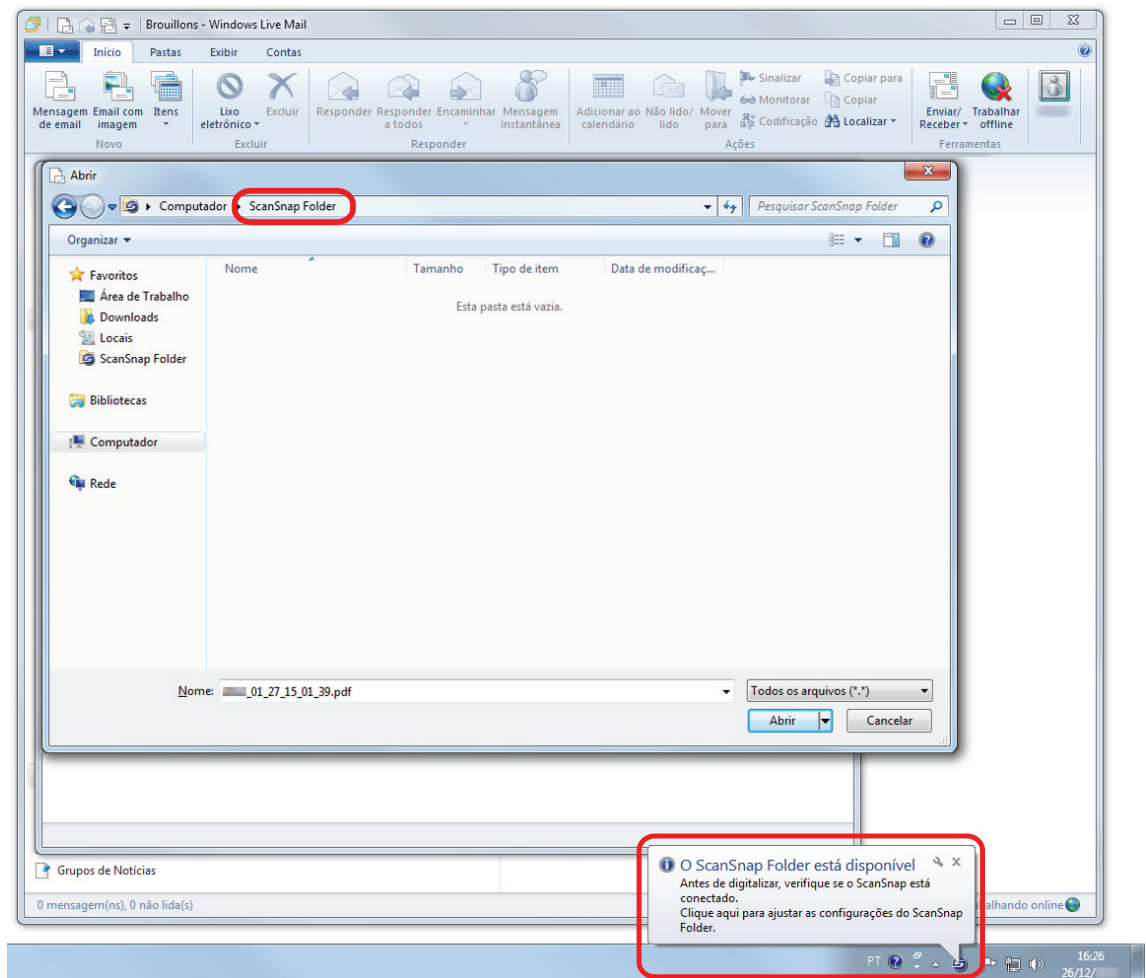 Brouillons - Windows Live Mail
Início Pastas Exibir Contas
Mensagem de email
Email com imagem
Itens
Lixo eletrônico
Excluir
Responder
Responder a todos
Encaminhar
Mensagem instantânea
Adicionar ao calendário
Não lido/ lido
Mover para
Sinalizar
Monitorar
Codificação
Copiar para
Copiar
Localizar
Enviar/ Receber
Trabalhar offline
Novo Excluir Responder Ações Ferramentas
Abrir
Computador ScanSnap Folder
Pesquisar ScanSnap Folder
Organizar
Nome Tamanho Tipo de item Data de modificaç...
Esta pasta está vazia.
Favoritos
Área de Trabalho
Downloads
Locais
ScanSnap Folder
Bibliotecas
Computador
Rede
Nome: _01_27_15_01_39.pdf
Todos os arquivos (*.*)
Abrir Cancelar
Grupos de Notícias
0 mensagem(ns), 0 não lida(s)
O ScanSnap Folder está disponível
Antes de digitalizar, verifique se o ScanSnap está
conectado.
Clique aqui para ajustar as configurações do ScanSnap
Folder.
alhando online
PT
16:26
26/12/